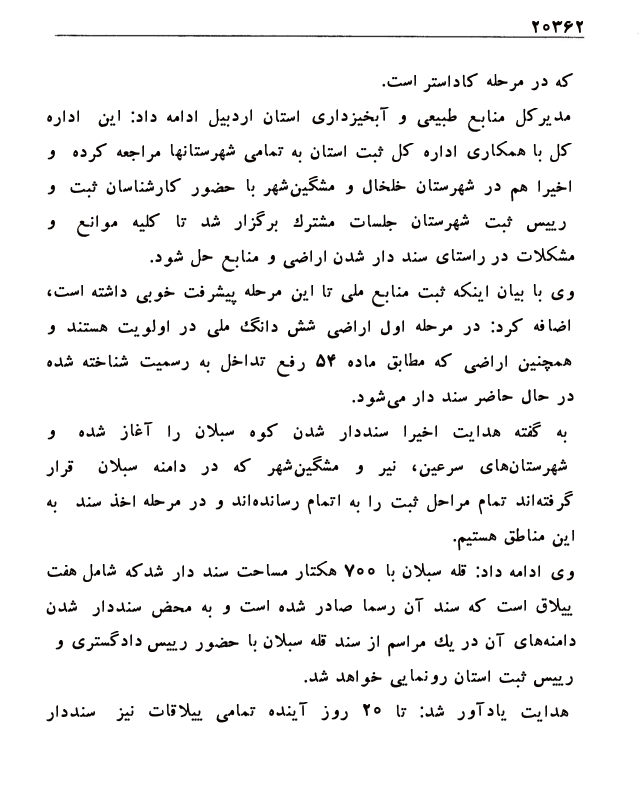 ۲۰۳۶۲
که در مرحله کاداستر است.
مدیرکل منابع طبیعی و آبخیزداری استان اردبیل ادامه داد: این اداره
کل با همکاری اداره کل ثبت استان به تمامی شهرستانها مراجعه کرده و
اخیرا هم در شهرستان خلخال و مشگین‌شهر با حضور کارشناسان ثبت و
رییس ثبت شهرستان جلسات مشترك برگزار شد تا کلیه موانع و
مشکلات در راستای سند دار شدن اراضی و منابع حل شود.
وی با بیان اینکه ثبت منابع ملی تا این مرحله پیشرفت خوبی داشته است،
اضافه کرد: در مرحله اول اراضی شش دانگ ملی در اولویت هستند و
همچنین اراضی که مطابق ماده ۵۴ رفع تداخل به رسمیت شناخته شده
در حال حاضر سند دار می‌شود.
به گفته هدایت اخیرا سنددار شدن کوه سبلان را آغاز شده و
شهرستان‌های سرعین، نیر و مشگین‌شهر که در دامنه سبلان قرار
گرفته‌اند تمام مراحل ثبت را به اتمام رسانده‌اند و در مرحله اخذ سند به
این مناطق هستیم.
وی ادامه داد: قله سبلان با ۷۰۰ هکتار مساحت سند دار شدکه شامل هفت
ییلاق است که سند آن رسما صادر شده است و به محض سنددار شدن
دامنه‌های آن در یك مراسم از سند قله سبلان با حضور رییس دادگستری و
رییس ثبت استان رونمایی خواهد شد.
هدایت یادآور شد: تا ۲۰ روز آینده تمامی ییلاقات نیز سنددار